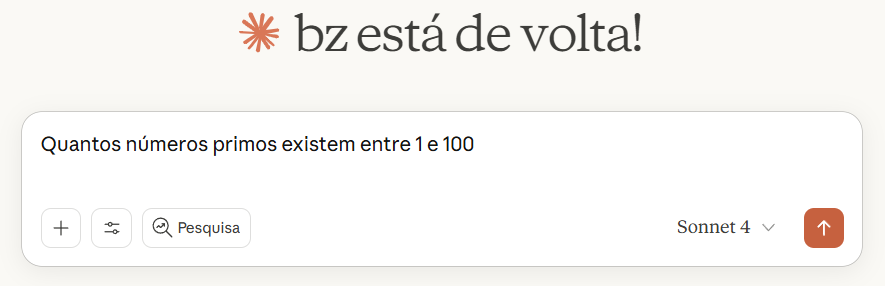 bz está de volta!
Quantos números primos existem entre 1 e 100
Pesquisa
Sonnet 4